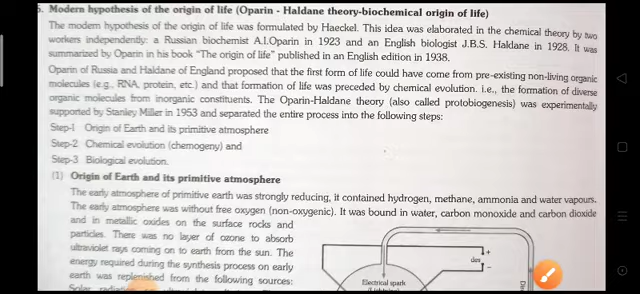 5. Modern hypothesis of the origin of life (Oparin - Haldane theory-biochemical origin of life)
The modern hypothesis of the origin of life was formulated by Haeckel. This idea was elaborated in the chemical theory by two
workers independently: a Russian biochemist A.I.Oparin in 1923 and an English biologist J.B.S. Haldane in 1928. It was
summarized by Oparin in his book "The origin of life" published in an English edition in 1938.
Oparin of Russia and Haldane of England proposed that the first form of life could have come from pre-existing non-living organic
molecules (e.g., RNA, protein, etc.) and that formation of life was preceded by chemical evolution. i.e., the formation of diverse
organic molecules from inorganic constituents. The Oparin-Haldane theory (also called protobiogenesis) was experimentally
supported by Stanley Miller in 1953 and separated the entire process into the following steps:
Step-1 Origin of Earth and its primitive atmosphere
Step-2 Chemical evolution (chemogeny) and
Step-3 Biological evolution.
(1) Origin of Earth and its primitive atmosphere
The early atmosphere of primitive earth was strongly reducing, it contained hydrogen, methane, ammonia and water vapours.
The early atmosphere was without free oxygen (non-oxygenic). It was bound in water, carbon monoxide and carbon dioxide
and in metallic oxides on the surface rocks and
particles. There was no layer of ozone to absorb
ultraviolet rays coming on to earth from the sun. The
energy required during the synthesis process on early
earth was replenished from the following sources:
Solar
Electrical spark
+
-